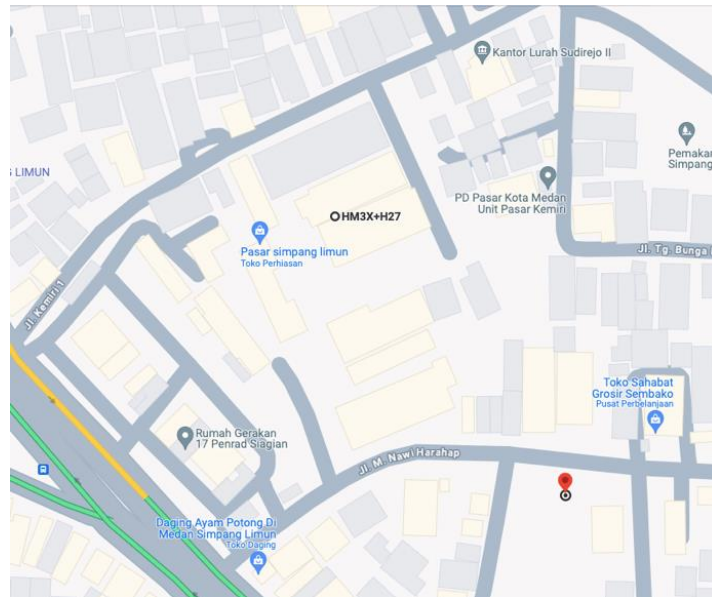 Kantor Lurah Sudirejo II
Pemakan
Simpang
G LIMUN
PD Pasar Kota Medan
Unit Pasar Kemiri
HM3X+H27
Pasar simpang limun
Toko Perhiasan
Jl. Tg. Bunga
Jl. Kemiri 1
Toko Sahabat
Grosir Sembako
Pusat Perbelanjaan
Rumah Gerakan
17 Penrad Siagian
Jl. M. Nawi Harahap
Daging Ayam Potong Di
Medan Simpang Limun
Toko Daging